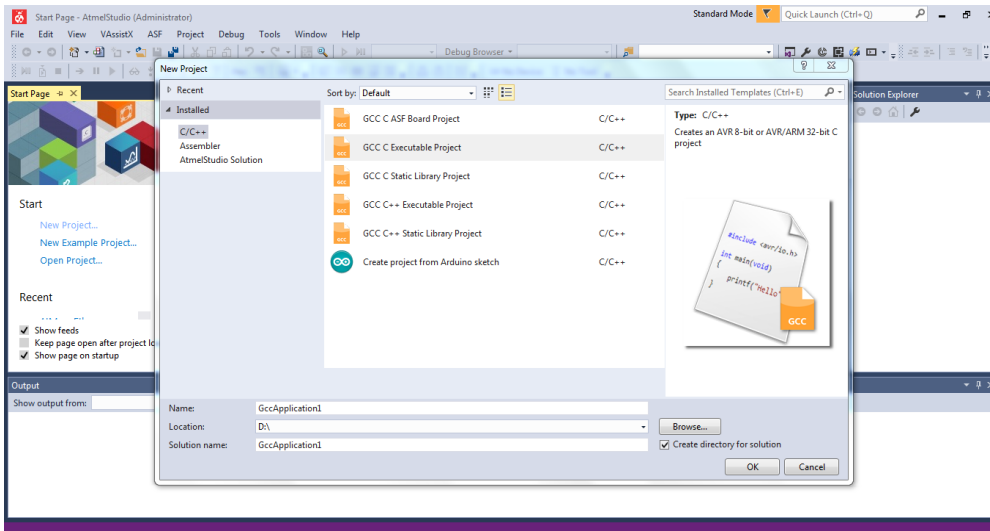 Start Page - AtmelStudio (Administrator)
Standard Mode
Quick Launch (Ctrl+Q)
File Edit View VAssistX ASF Project Debug Tools Window Help
Debug Browser
New Project
Start Page
Solution Explorer
Recent
Installed
C/C++
Assembler
AtmelStudio Solution
Sort by: Default
Search Installed Templates (Ctrl+E)
GCC C ASF Board Project C/C++
GCC C Executable Project C/C++
GCC C Static Library Project C/C++
GCC C++ Executable Project C/C++
GCC C++ Static Library Project C/C++
Create project from Arduino sketch C/C++
Type: C/C++
Creates an AVR 8-bit or AVR/ARM 32-bit C
project
#include <avr/io.h>
int main(void)
{
printf("Hello"
}
GCC
Start
New Project...
New Example Project...
Open Project...
Recent
Show feeds
Keep page open after project lo
Show page on startup
Output
Show output from:
Name: GccApplication1
Location: D:\
Solution name: GccApplication1
Browse...
Create directory for solution
OK Cancel